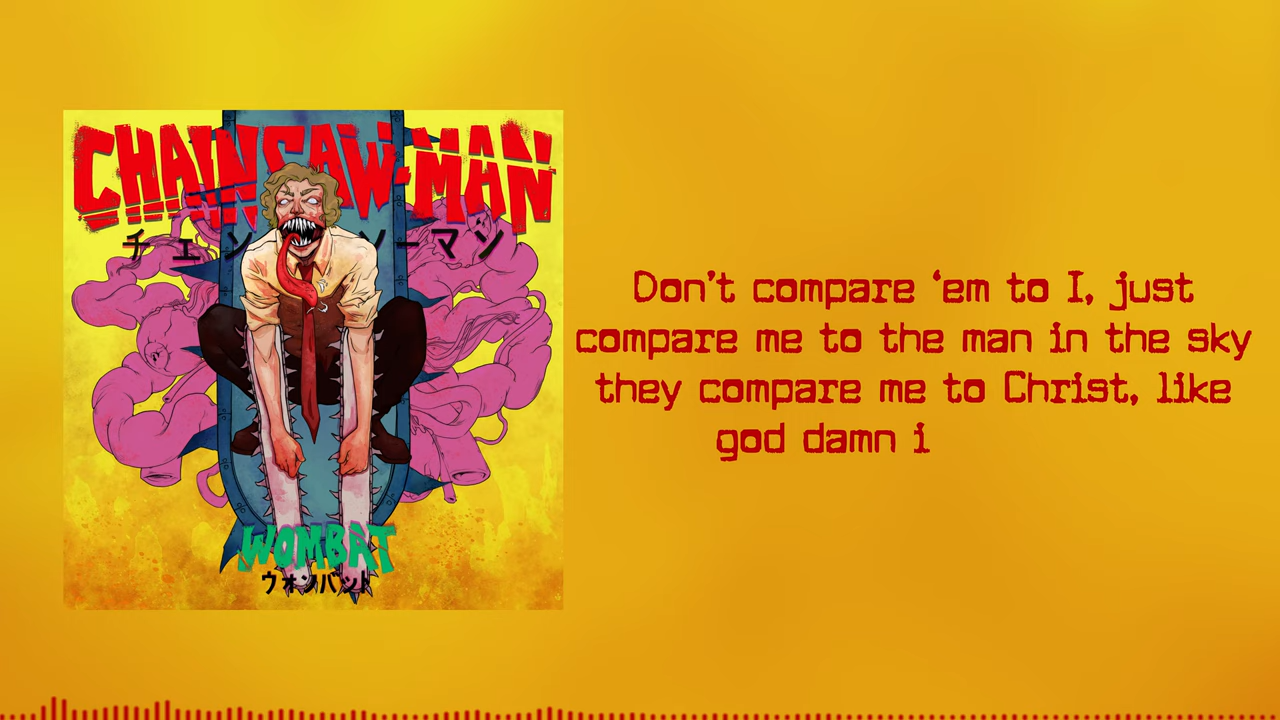 CHAINSAW-MAN
チェンソーマン
WOMBAT
ウォンバット
Don't compare ‘em to I, just
compare me to the man in the sky
they compare me to Christ, like
god damn i